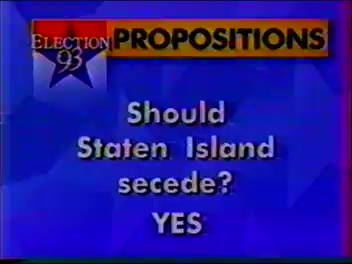 ELECTION
93
PROPOSITIONS
Should
Staten Island
secede?
YES